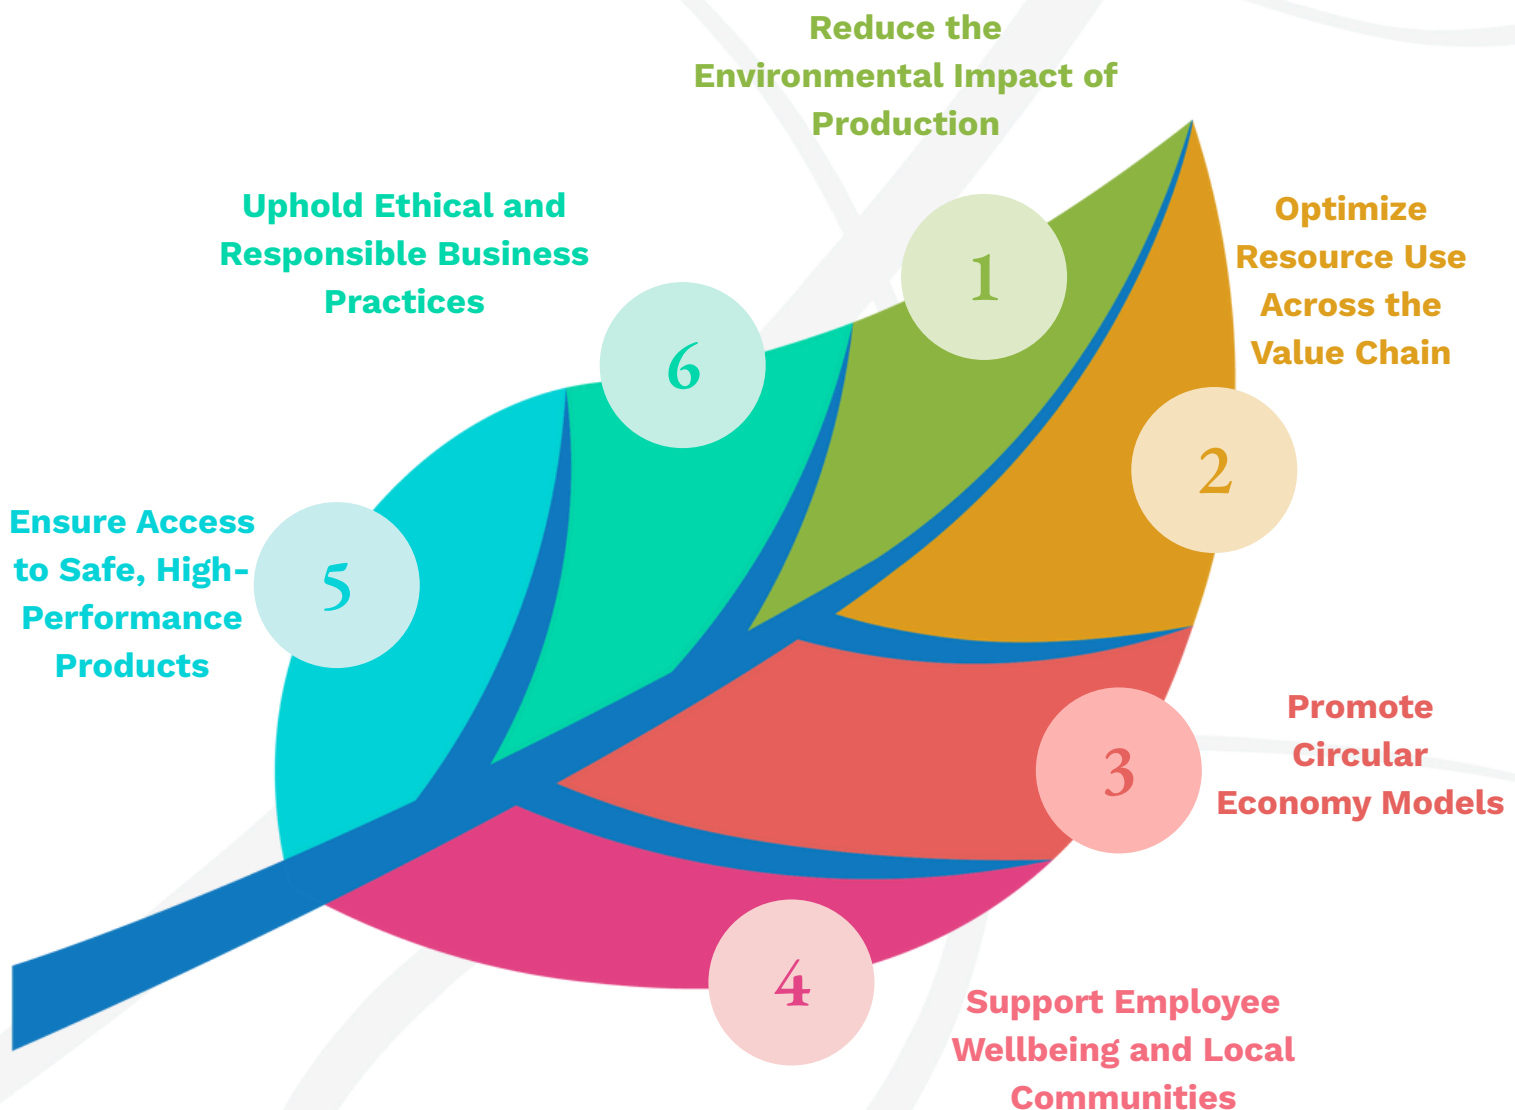 Reduce the
Environmental Impact of
Production
1
Optimize
Resource Use
Across the
Value Chain
2
Promote
Circular
Economy Models
3
Support Employee
Wellbeing and Local
Communities
4
Ensure Access
to Safe, High-
Performance
Products
5
Uphold Ethical and
Responsible Business
Practices
6